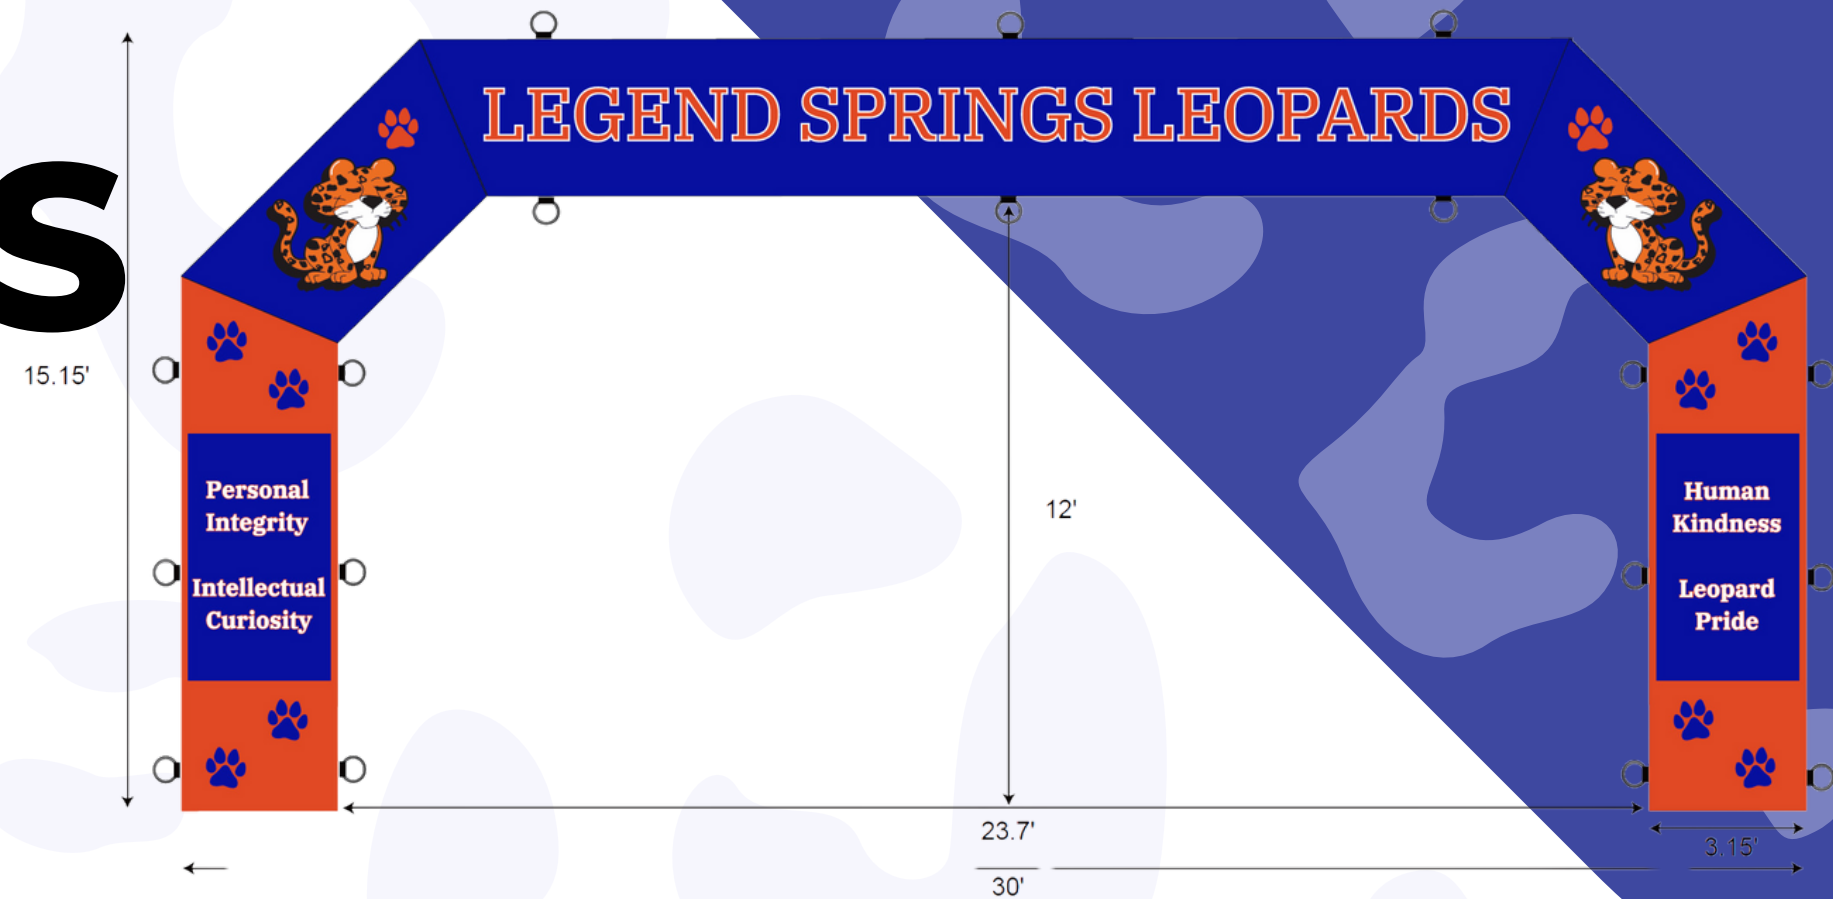 LEGEND SPRINGS LEOPARDS
S
15.15'
Personal
Integrity
Intellectual
Curiosity
12'
Human
Kindness
Leopard
Pride
23.7'
3.15'
30'